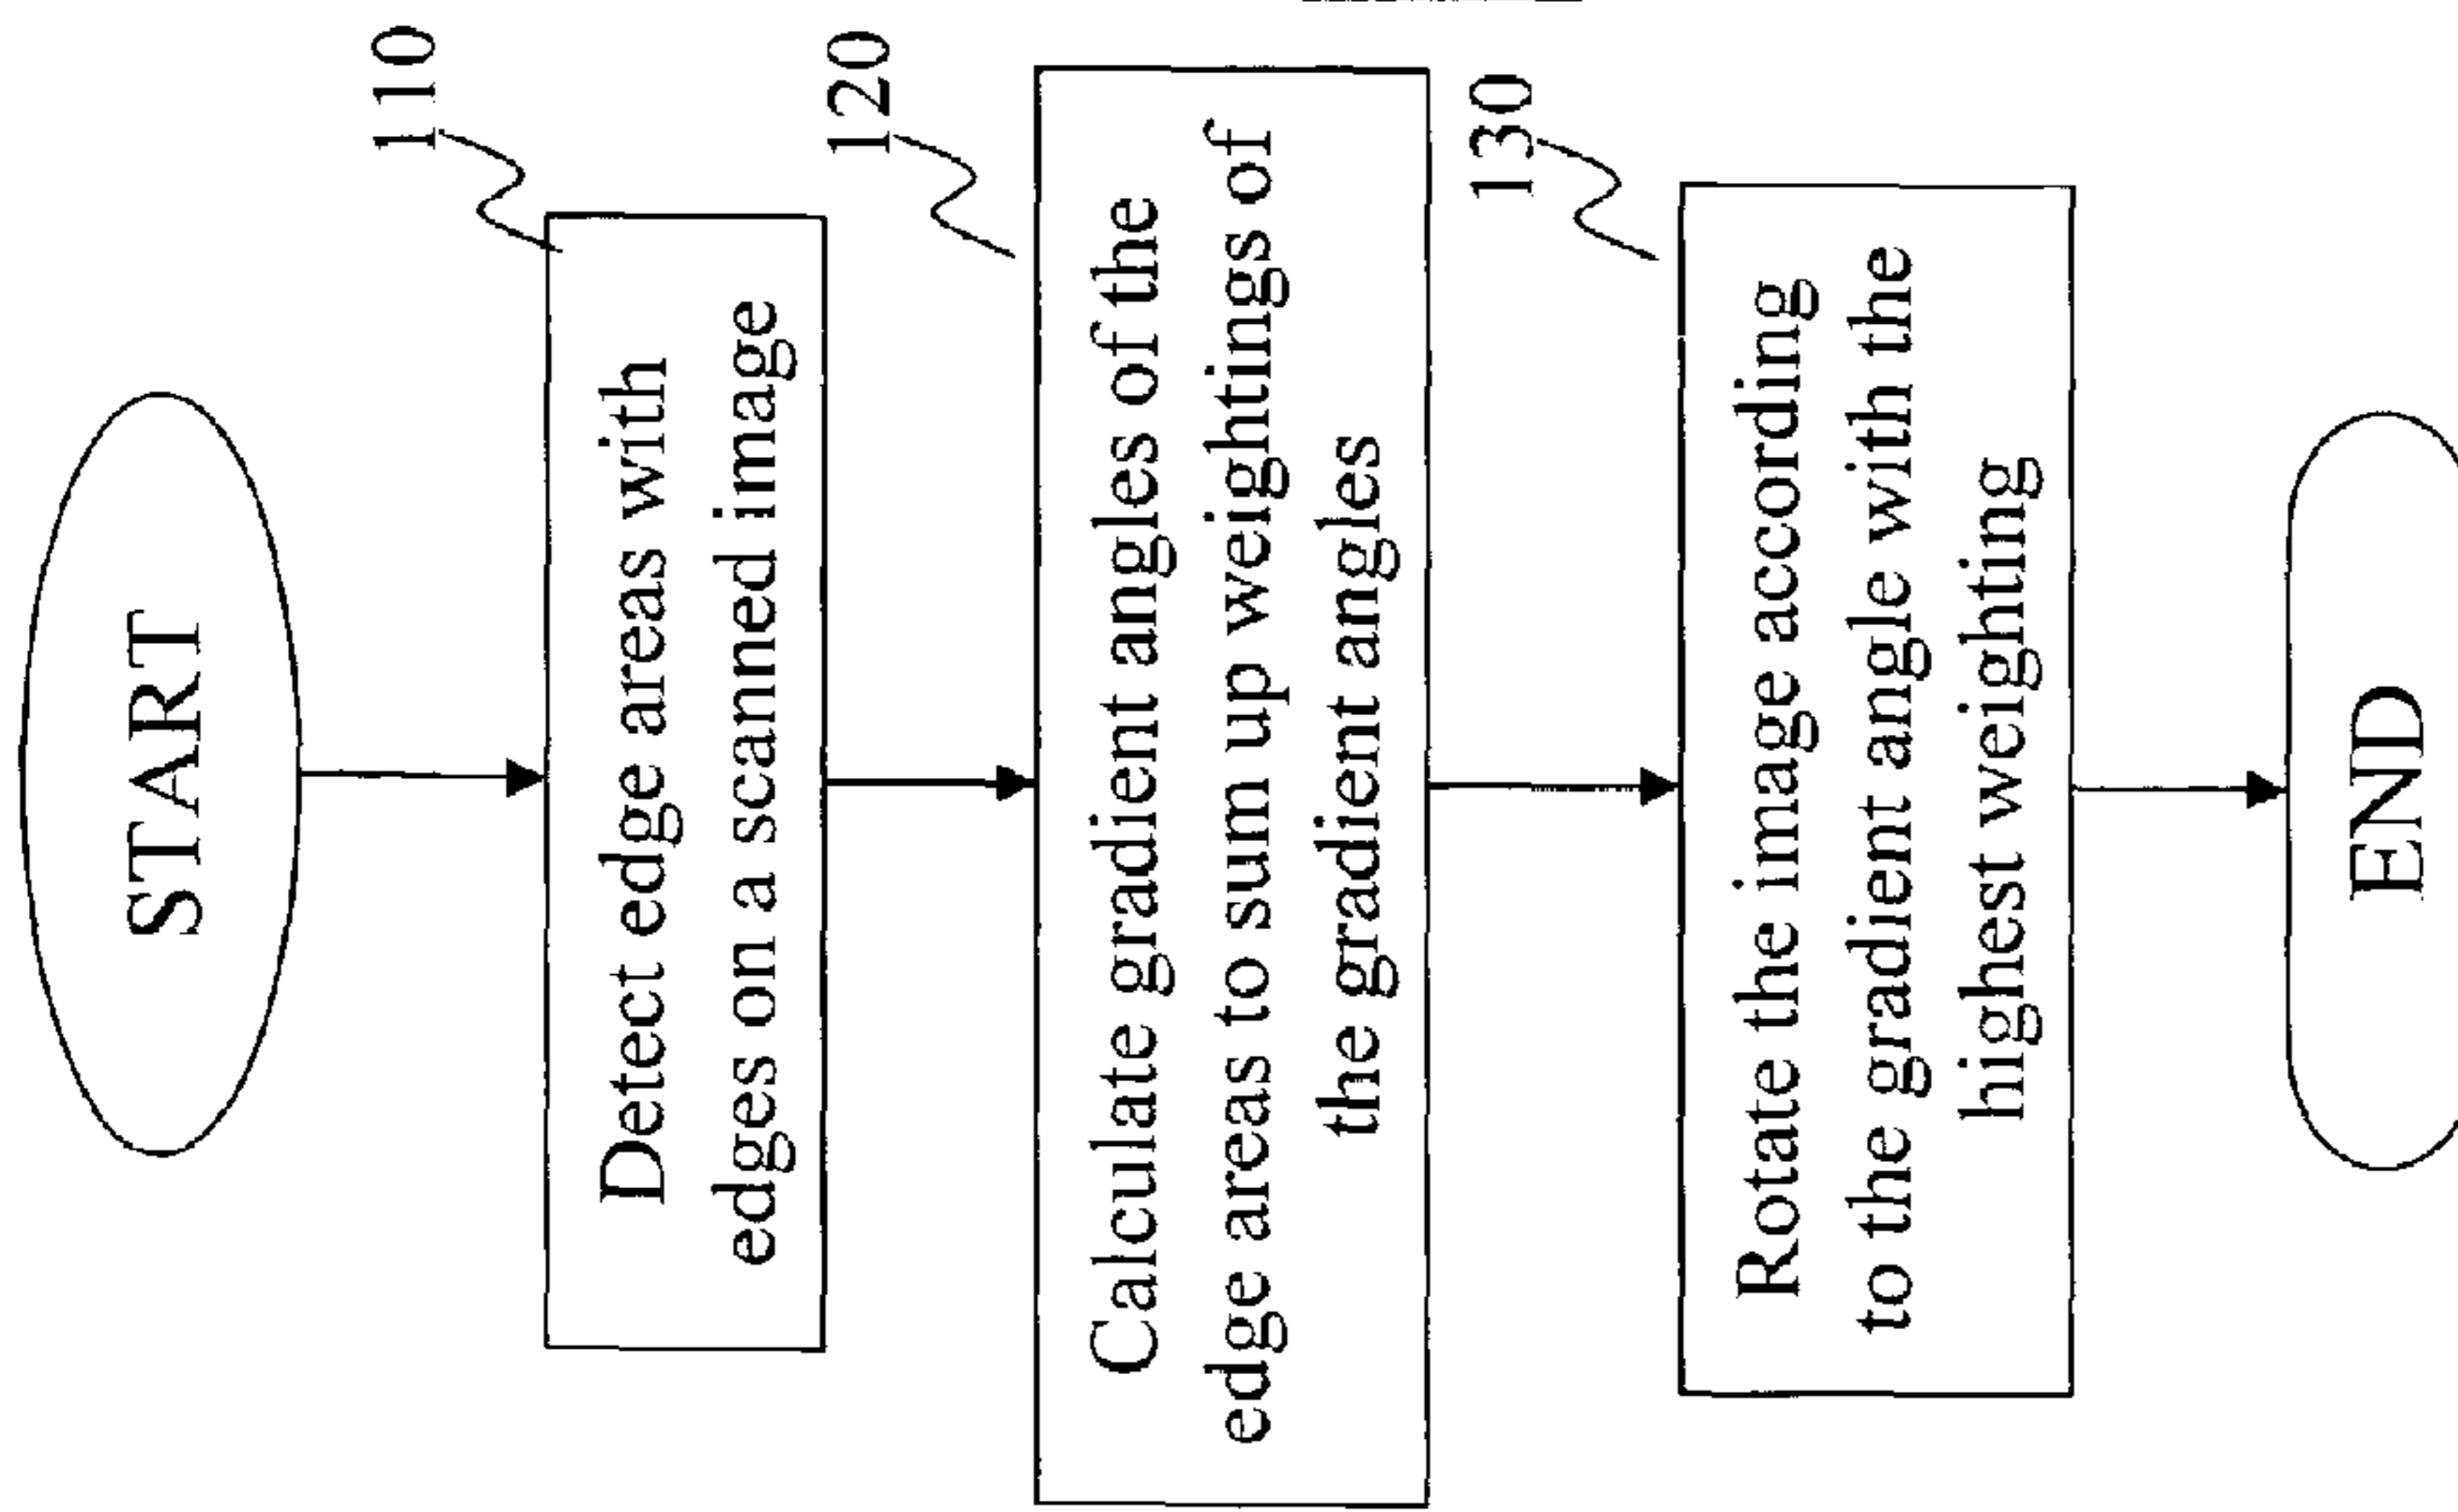 START
110
Detect edge areas with
edges on a scanned image
120
Calculate gradient angles of the
edge areas to sum up weightings of
the gradient angles
130
Rotate the image according
to the gradient angle with the
highest weighting
END